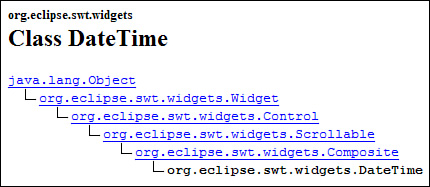 org.eclipse.swt.widgets
Class DateTime
java.lang.Object
org.eclipse.swt.widgets.Widget
org.eclipse.swt.widgets.Control
org.eclipse.swt.widgets.Scrollable
org.eclipse.swt.widgets.Composite
org.eclipse.swt.widgets.DateTime